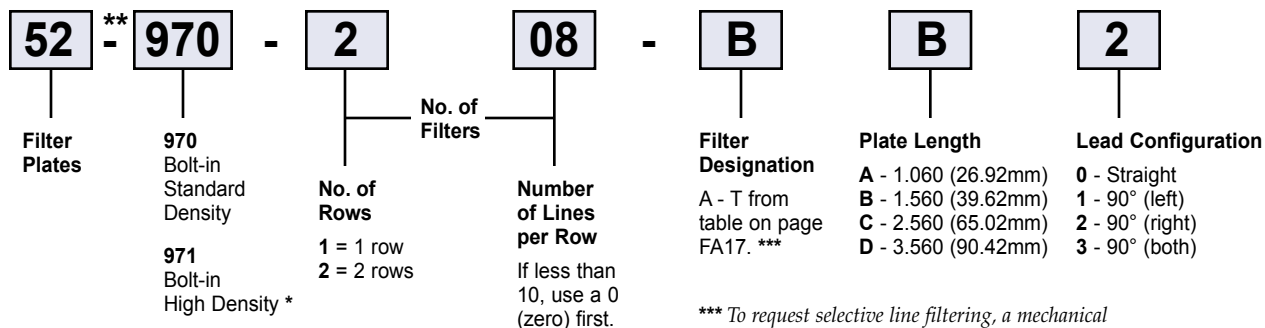 52 -** 970 - 2 08 - B B 2
No. of
Filters
Filter
Plates
970
Bolt-in
Standard
Density
971
Bolt-in
High Density *
No. of
Rows
1 = 1 row
2 = 2 rows
Number
of Lines
per Row
If less than
10, use a 0
(zero) first.
Filter
Designation
A - T from
table on page
FA17. ***
Plate Length
A - 1.060 (26.92mm)
B - 1.560 (39.62mm)
C - 2.560 (65.02mm)
D - 3.560 (90.42mm)
Lead Configuration
0 - Straight
1 - 90° (left)
2 - 90° (right)
3 - 90° (both)
*** To request selective line filtering, a mechanical